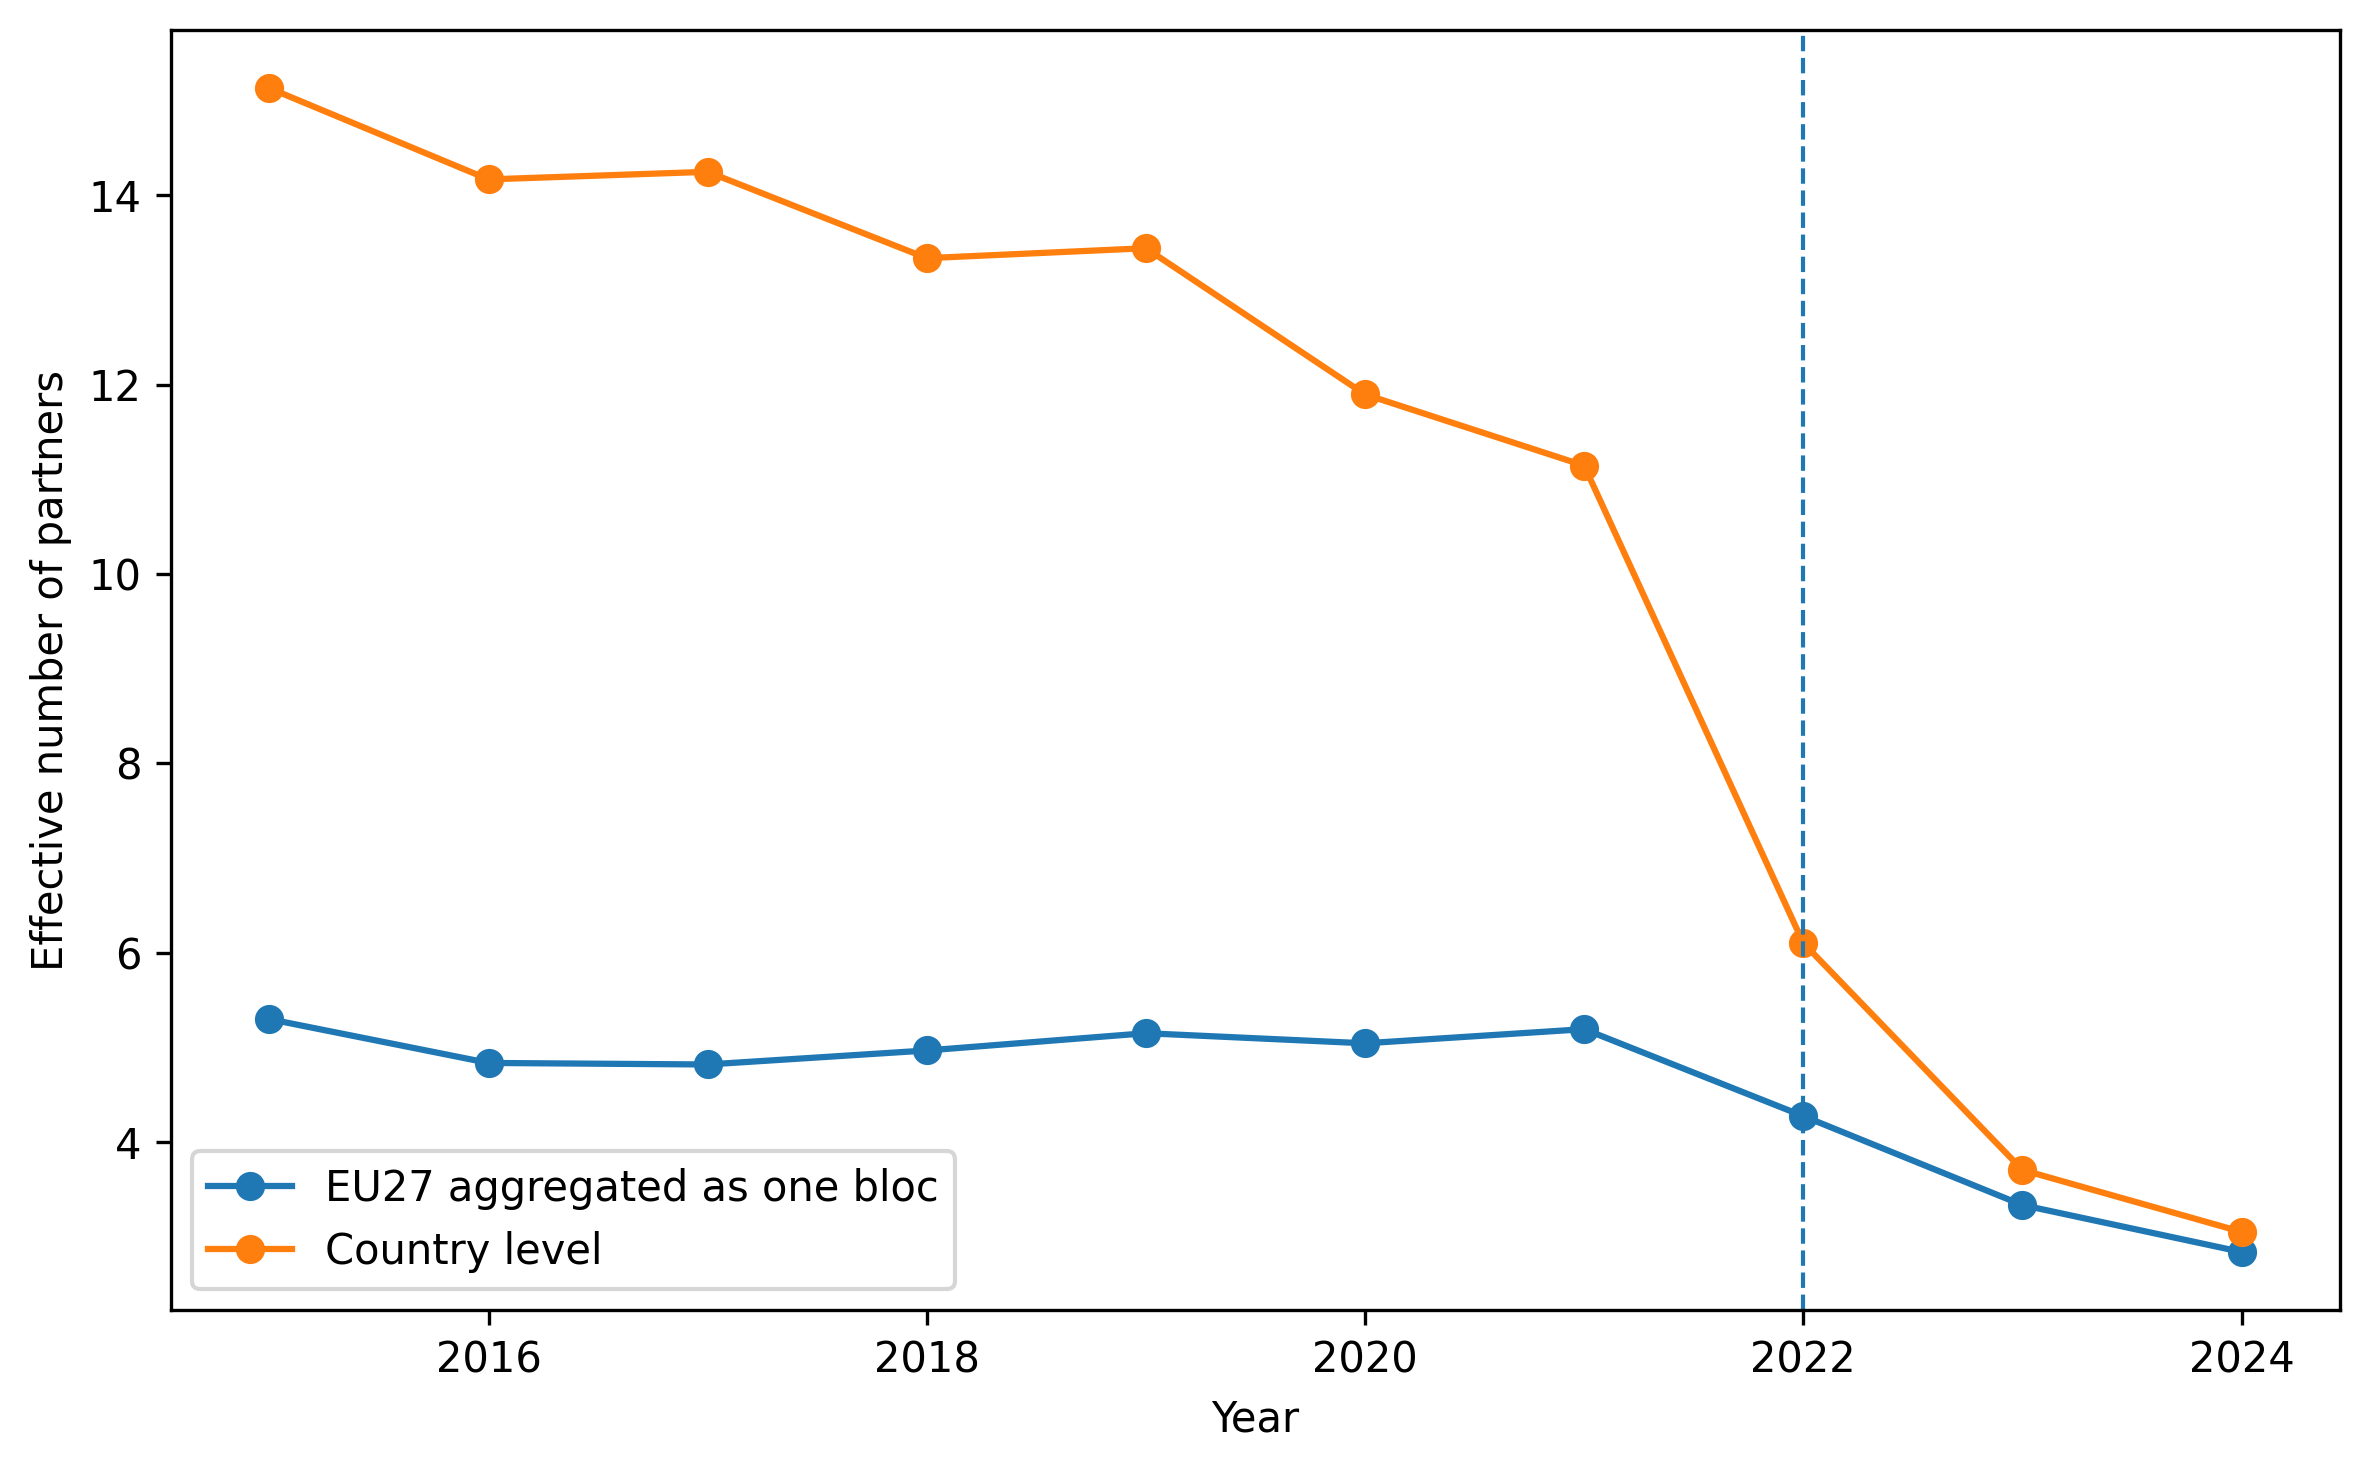 Effective number of partners
14
12
10
8
6
4
EU27 aggregated as one bloc
Country level
2016 2018 2020 2022 2024
Year